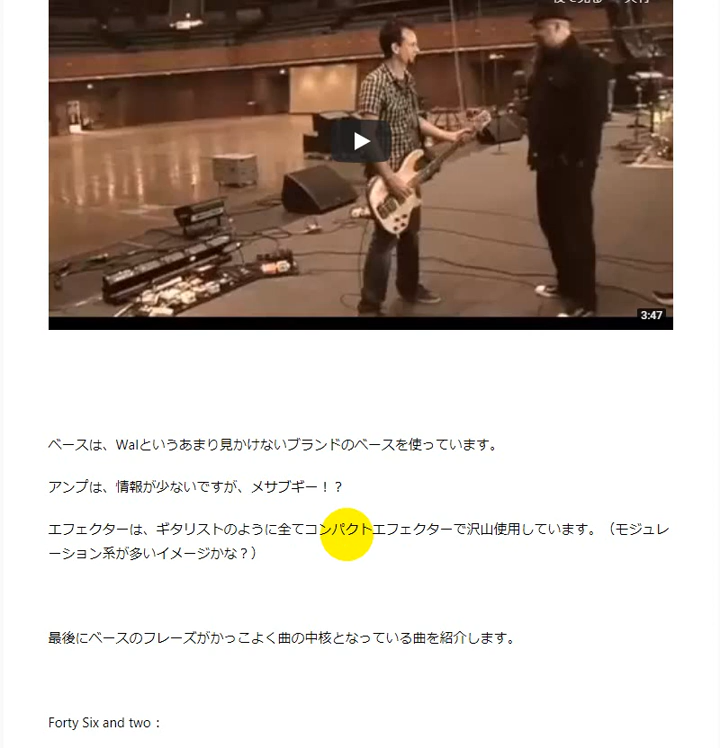 3:47
ベースは、Walというあまり見かけないブランドのベースを使っています。
アンプは、情報が少ないですが、メサブギー！？
エフェクターは、ギタリストのように全てコンパクトエフェクターで沢山使用しています。（モジュレ
ーション系が多いイメージかな？）
最後にベースのフレーズがかっこよく曲の中核となっている曲を紹介します。
Forty Six and two：